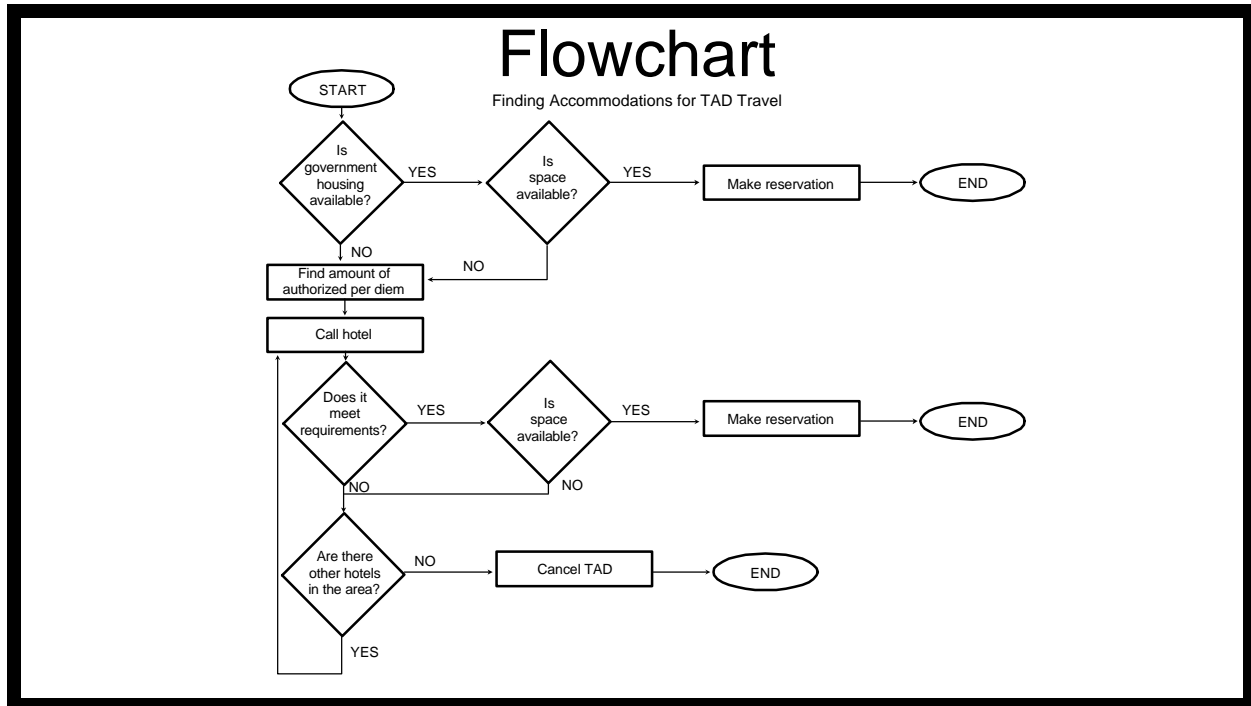 Flowchart
Finding Accommodations for TAD Travel
START
Is
government
housing
available?
YES
Is
space
available?
YES
Make reservation
END
NO
NO
Find amount of
authorized per diem
Call hotel
Does it
meet
requirements?
YES
Is
space
available?
YES
Make reservation
END
NO
NO
Are there
other hotels
in the area?
NO
Cancel TAD
END
YES